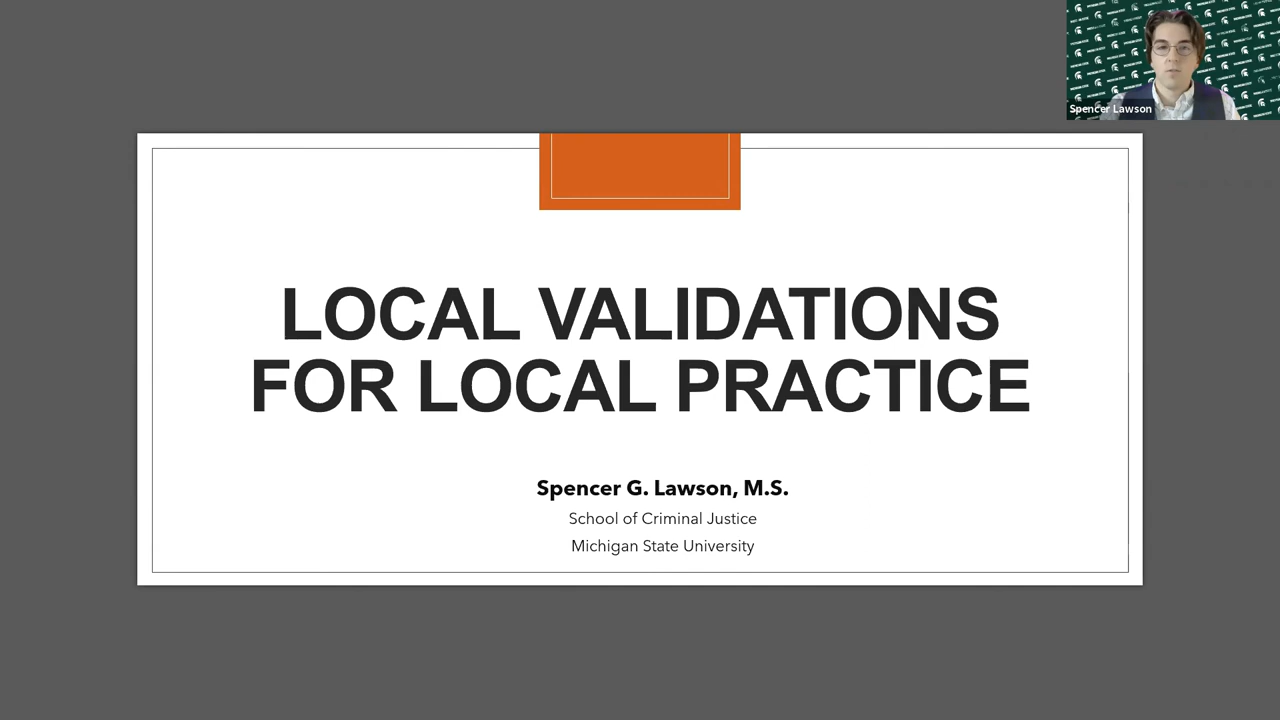 Spencer Lawson
LOCAL VALIDATIONS
FOR LOCAL PRACTICE
Spencer G. Lawson, M.S.
School of Criminal Justice
Michigan State University